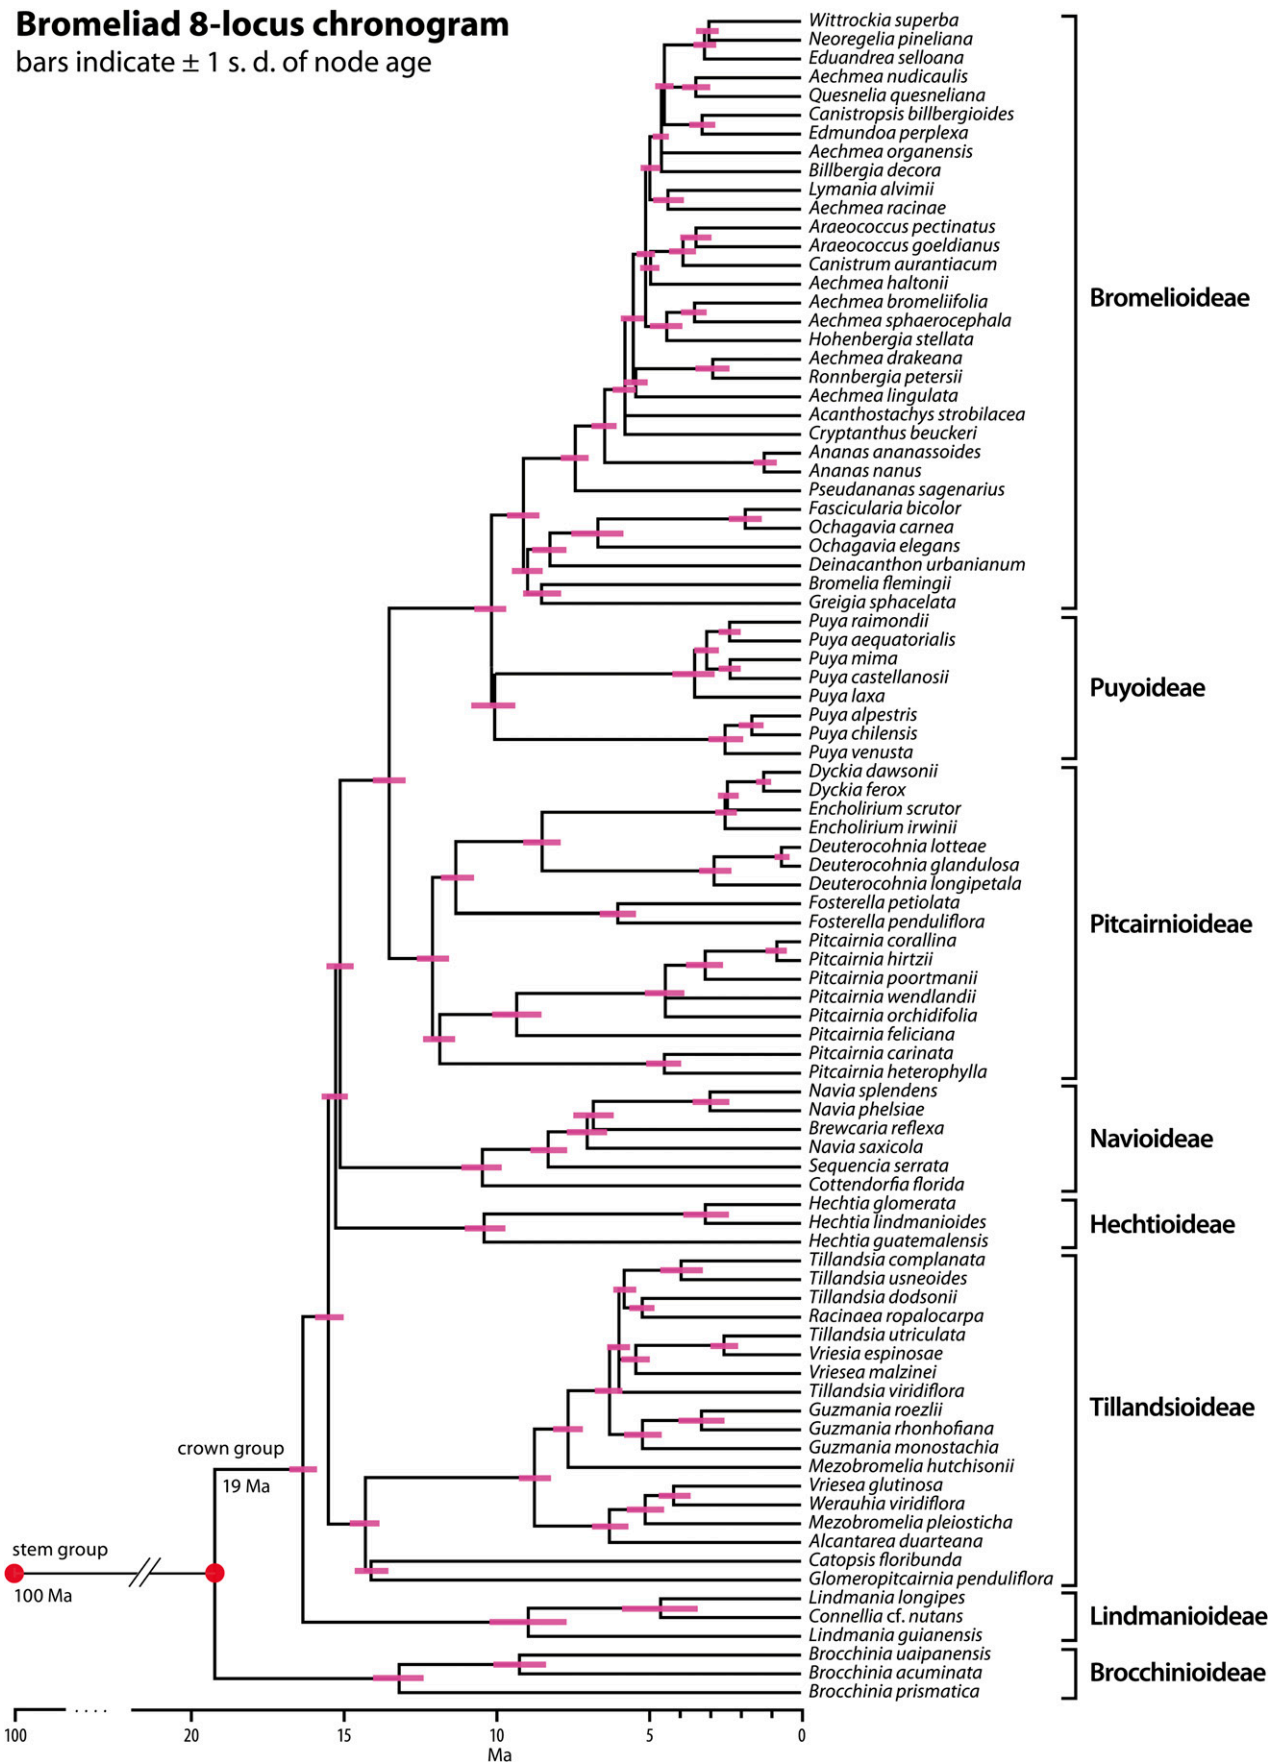 Bromeliad 8-locus chronogram
bars indicate ± 1 s. d. of node age
Wittrockia superba
Neoregelia pineliana
Eduandrea selloana
Aechmea nudicaulis
Quesnelia quesneliana
Canistropsis billbergioides
Edmundoa perplexa
Aechmea organensis
Billbergia decora
Lymania alvimii
Aechmea racinae
Araeococcus pectinatus
Araeococcus goeldianus
Canistrum aurantiacum
Aechmea haltonii
Aechmea bromeliifolia
Aechmea sphaerocephala
Hohenbergia stellata
Aechmea drakeana
Ronnbergia petersii
Aechmea lingulata
Acanthostachys strobilacea
Cryptanthus beuckeri
Ananas ananassoides
Ananas nanus
Pseudananas sagenarius
Fascicularia bicolor
Ochagavia carnea
Ochagavia elegans
Deinacanthon urbanianum
Bromelia flemingii
Greigia sphacelata
Bromelioideae
Puya raimondii
Puya aequatorialis
Puya mima
Puya castellanosii
Puya laxa
Puya alpestris
Puya chilensis
Puya venusta
Puyoideae
Dyckia dawsonii
Dyckia ferox
Encholirium scrutor
Encholirium irwinii
Deuterocohnia lotteae
Deuterocohnia glandulosa
Deuterocohnia longipetala
Fosterella petiolata
Fosterella penduliflora
Pitcairnia corallina
Pitcairnia hirtzii
Pitcairnia poortmanii
Pitcairnia wendlandii
Pitcairnia orchidifolia
Pitcairnia feliciana
Pitcairnia carinata
Pitcairnia heterophylla
Pitcairnioideae
Navia splendens
Navia phelsiae
Brewcaria reflexa
Navia saxicola
Sequencia serrata
Cottendorfia florida
Navioideae
Hechtia glomerata
Hechtia lindmanioides
Hechtia guatemalensis
Hechtioideae
Tillandsia complanata
Tillandsia usneoides
Tillandsia dodsonii
Racinaea ropalocarpa
Tillandsia utriculata
Vriesia espinosae
Vriesea malzinei
Tillandsia viridiflora
Guzmania roezlii
Guzmania rhonhofiana
Guzmania monostachia
Mezobromelia hutchisonii
Vriesea glutinosa
Werauhia viridiflora
Mezobromelia pleiosticha
Alcantarea duarteana
Catopsis floribunda
Glomeropitcairnia penduliflora
Tillandsioideae
Lindmania longipes
Connellia cf. nutans
Lindmania guianensis
Lindmanioideae
Brocchinia uaipanensis
Brocchinia acuminata
Brocchinia prismatica
Brocchinioideae
crown group
19 Ma
stem group
100 Ma
100 20 15 10 5 0
Ma